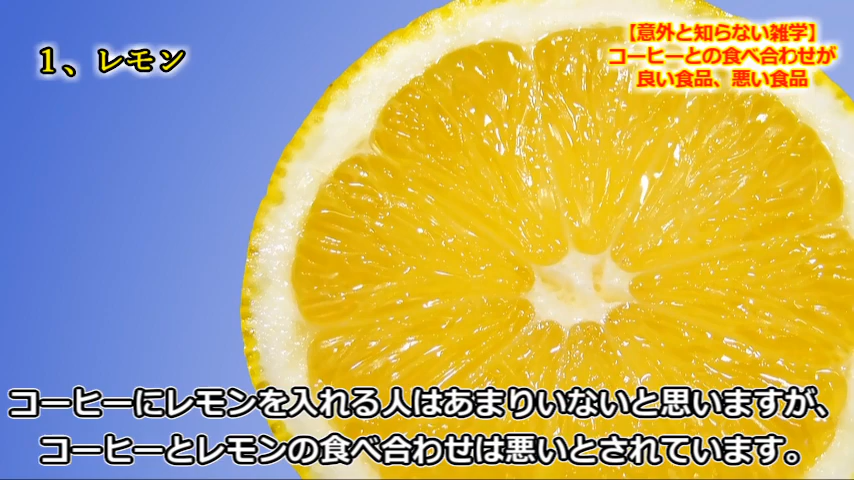 1、レモン
【意外と知らない雑学】
コーヒーとの食べ合わせが
良い食品、悪い食品
コーヒーにレモンを入れる人はあまりいないと思いますが、
コーヒーとレモンの食べ合わせは悪いとされています。